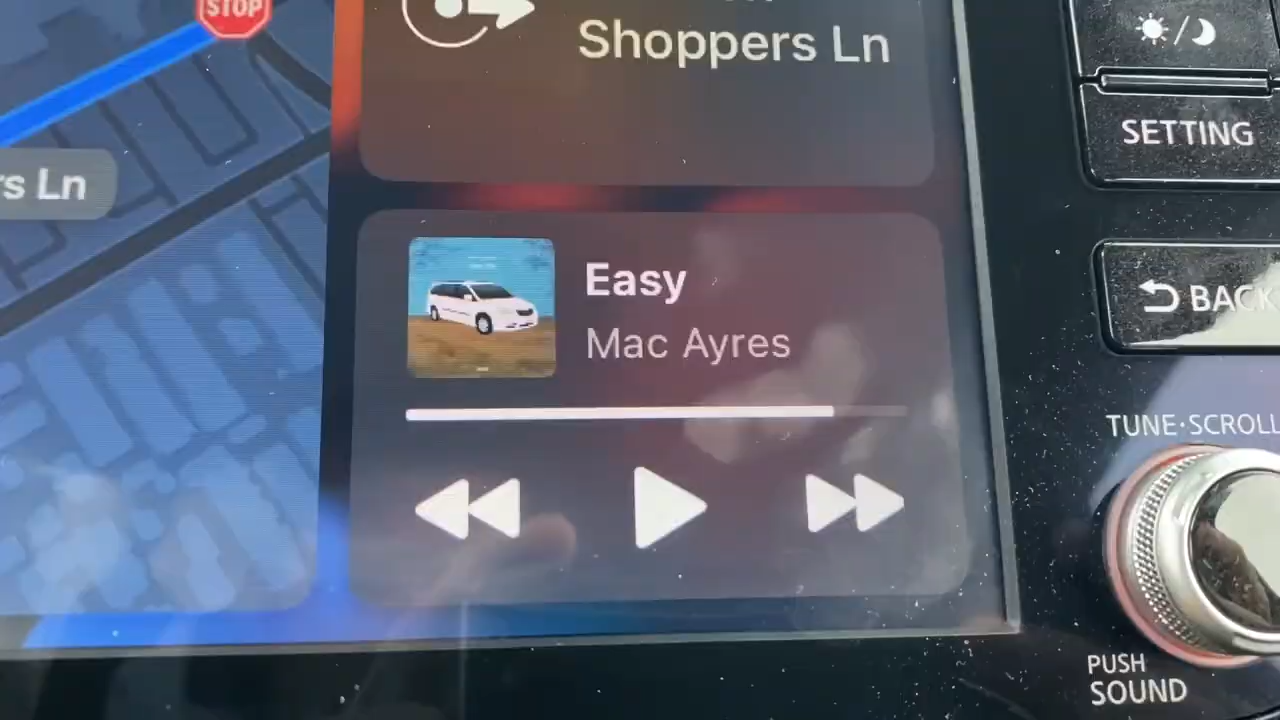 STOP
Shoppers Ln
rs Ln
Easy
Mac Ayres
SETTING
BACK
TUNE·SCROLL
PUSH
SOUND